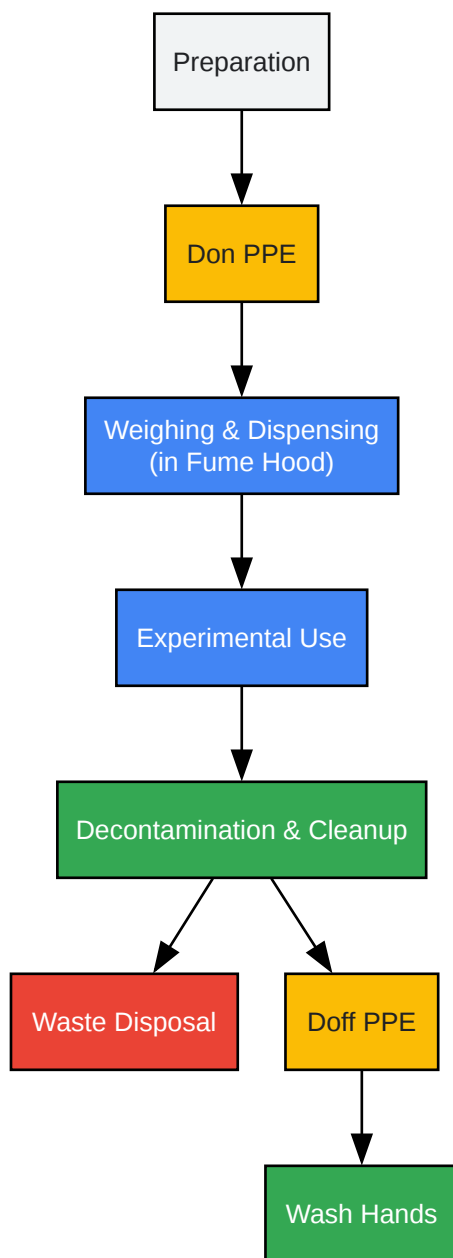 Preparation
Don PPE
Weighing & Dispensing
(in Fume Hood)
Experimental Use
Decontamination & Cleanup
Waste Disposal
Doff PPE
Wash Hands